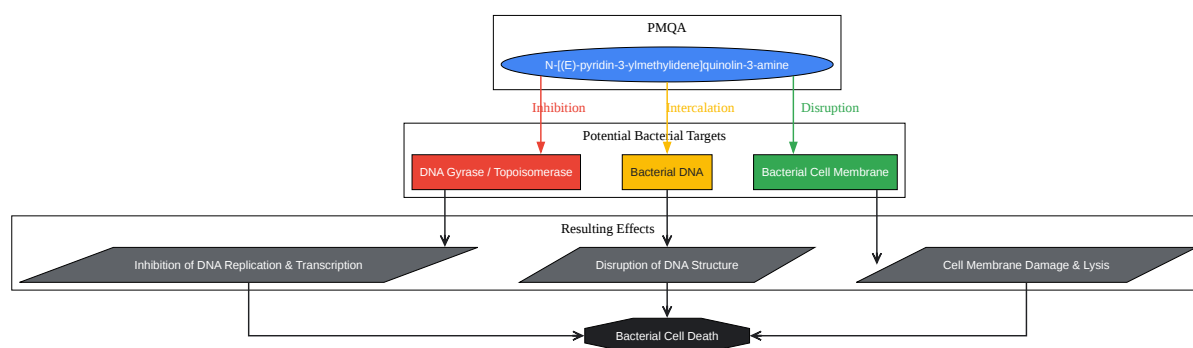 PMQA
N-[(E)-pyridin-3-ylmethylidene]quinolin-3-amine
Inhibition
Intercalation
Disruption
Potential Bacterial Targets
DNA Gyrase / Topoisomerase
Bacterial DNA
Bacterial Cell Membrane
Resulting Effects
Inhibition of DNA Replication & Transcription
Disruption of DNA Structure
Cell Membrane Damage & Lysis
Bacterial Cell Death